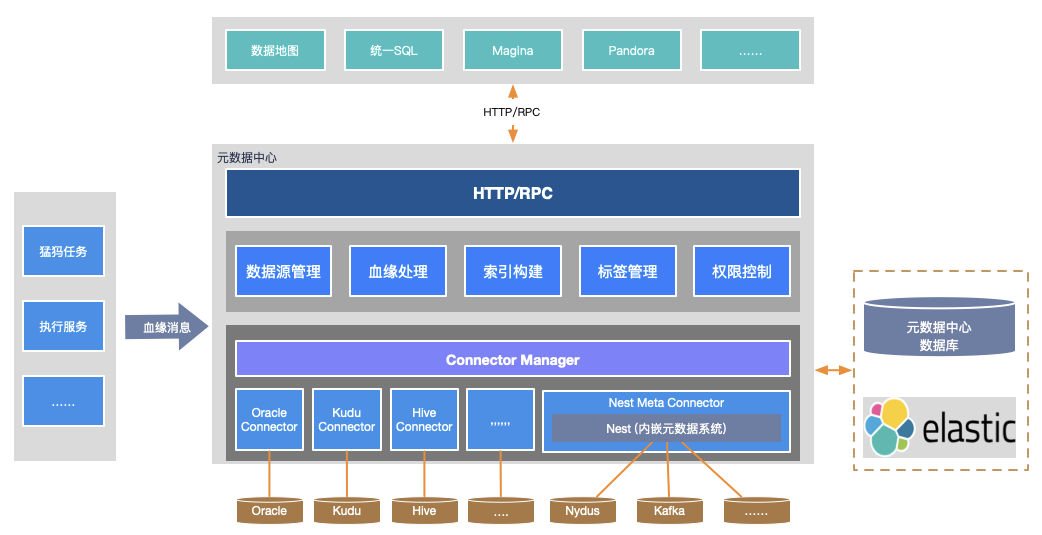 数据地图
统一SQL
Magina
Pandora
......
HTTP/RPC
元数据中心
HTTP/RPC
猛犸任务
执行服务
......
血缘消息
数据源管理
血缘处理
索引构建
标签管理
权限控制
Connector Manager
Oracle
Connector
Kudu
Connector
Hive
Connector
,,,,,,
Nest Meta Connector
Nest (内嵌元数据系统)
元数据中心
数据库
elastic
Oracle
Kudu
Hive
....
Nydus
Kafka
......